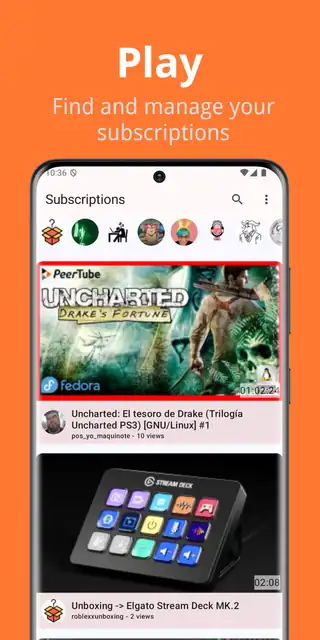 Play
Find and manage your
subscriptions
10:36
Subscriptions
PeerTube
UNCHARTED
DRAKE'S FORTUNE
fedora
01:02:24
Uncharted: El tesoro de Drake (Trilogía
Uncharted PS3) [GNU/Linux] #1
pos_yo_maquinote - 10 views
STREAM DECK
02:08
Unboxing -> Elgato Stream Deck MK.2
roblexxunboxing - 2 views